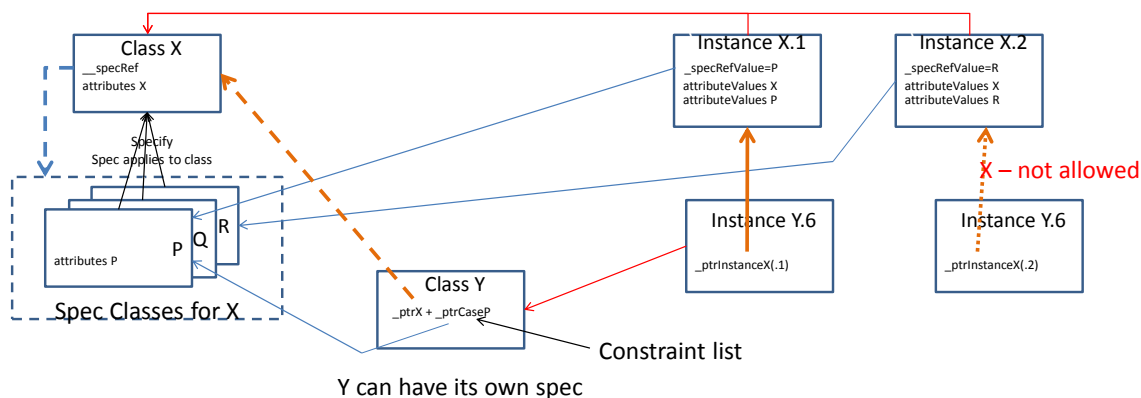 Class X
__specRef
attributes X
Specify
Spec applies to class
attributes P
P
Q
R
Spec Classes for X
Class Y
_ptrX + _ptrCaseP
Constraint list
Y can have its own spec
Instance X.1
_specRefValue=P
attributeValues X
attributeValues P
Instance X.2
_specRefValue=R
attributeValues X
attributeValues R
X – not allowed
Instance Y.6
_ptrInstanceX(.1)
Instance Y.6
_ptrInstanceX(.2)